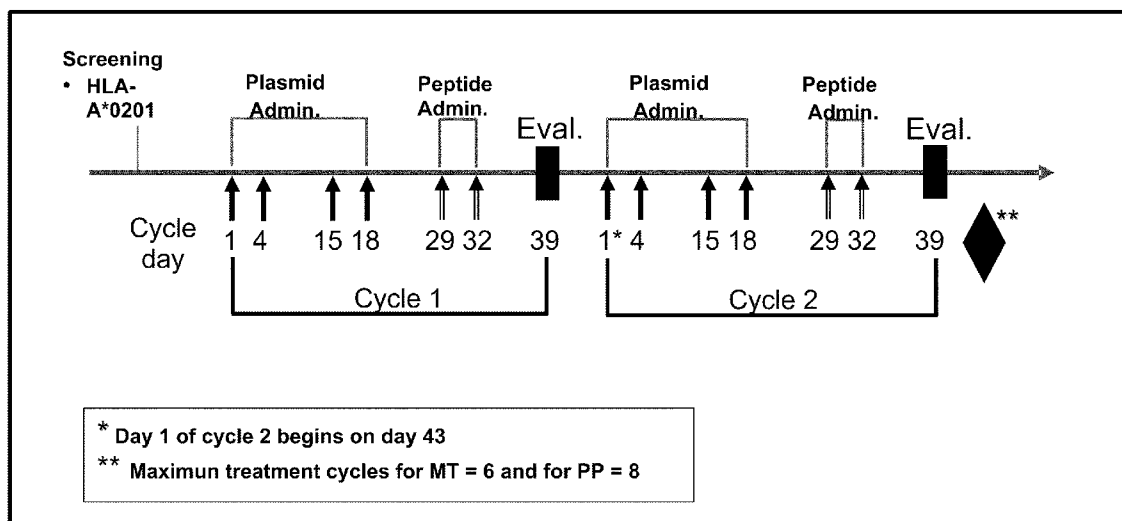 Screening
• HLA-
A*0201
Plasmid
Admin.
Peptide
Admin.
Eval.
Plasmid
Admin.
Peptide
Admin.
Eval.
Cycle
day
1 4 15 18 29 32 39 1* 4 15 18 29 32 39 **
Cycle 1
Cycle 2
* Day 1 of cycle 2 begins on day 43
** Maximun treatment cycles for MT = 6 and for PP = 8